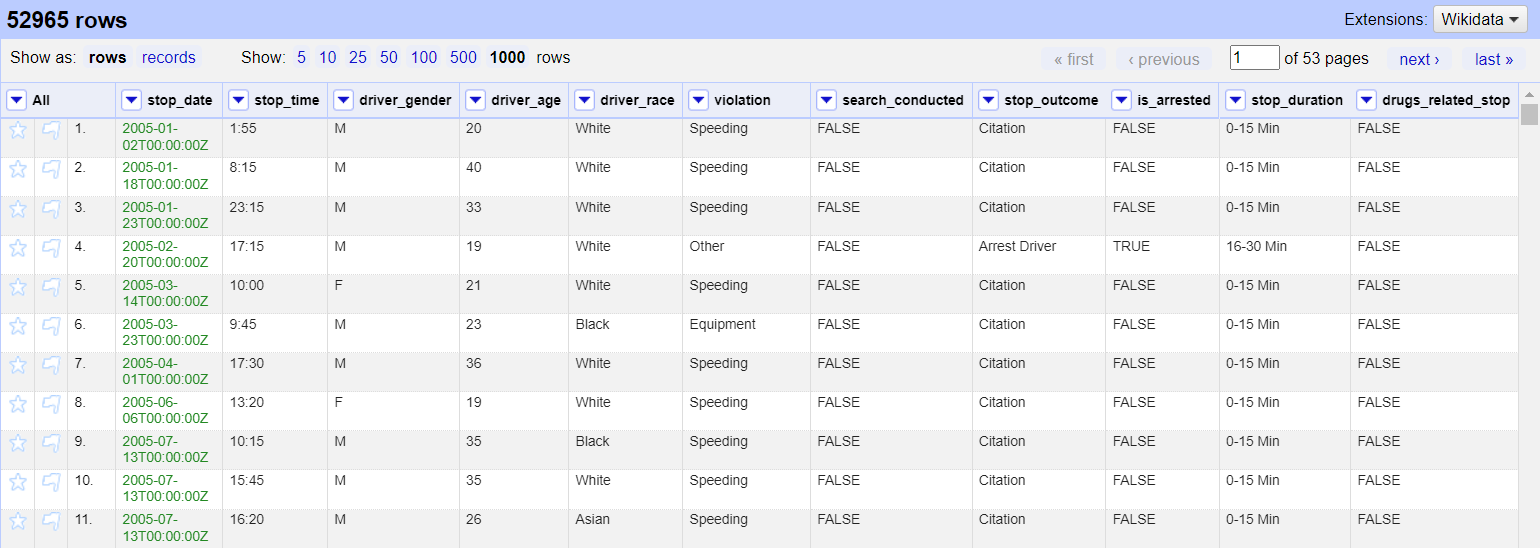 52965 rows Extensions: Wikidata
Show as: rows records Show: 5 10 25 50 100 500 1000 rows « first ‹ previous 1 of 53 pages next › last »
All stop_date stop_time driver_gender driver_age driver_race violation search_conducted stop_outcome is_arrested stop_duration drugs_related_stop
1. 2005-01- 1:55 M 20 White Speeding FALSE Citation FALSE 0-15 Min FALSE
02T00:00:00Z
2. 2005-01- 8:15 M 40 White Speeding FALSE Citation FALSE 0-15 Min FALSE
18T00:00:00Z
3. 2005-01- 23:15 M 33 White Speeding FALSE Citation FALSE 0-15 Min FALSE
23T00:00:00Z
4. 2005-02- 17:15 M 19 White Other FALSE Arrest Driver TRUE 16-30 Min FALSE
20T00:00:00Z
5. 2005-03- 10:00 F 21 White Speeding FALSE Citation FALSE 0-15 Min FALSE
14T00:00:00Z
6. 2005-03- 9:45 M 23 Black Equipment FALSE Citation FALSE 0-15 Min FALSE
23T00:00:00Z
7. 2005-04- 17:30 M 36 White Speeding FALSE Citation FALSE 0-15 Min FALSE
01T00:00:00Z
8. 2005-06- 13:20 F 19 White Speeding FALSE Citation FALSE 0-15 Min FALSE
06T00:00:00Z
9. 2005-07- 10:15 M 35 Black Speeding FALSE Citation FALSE 0-15 Min FALSE
13T00:00:00Z
10. 2005-07- 15:45 M 35 White Speeding FALSE Citation FALSE 0-15 Min FALSE
13T00:00:00Z
11. 2005-07- 16:20 M 26 Asian Speeding FALSE Citation FALSE 0-15 Min FALSE
13T00:00:00Z